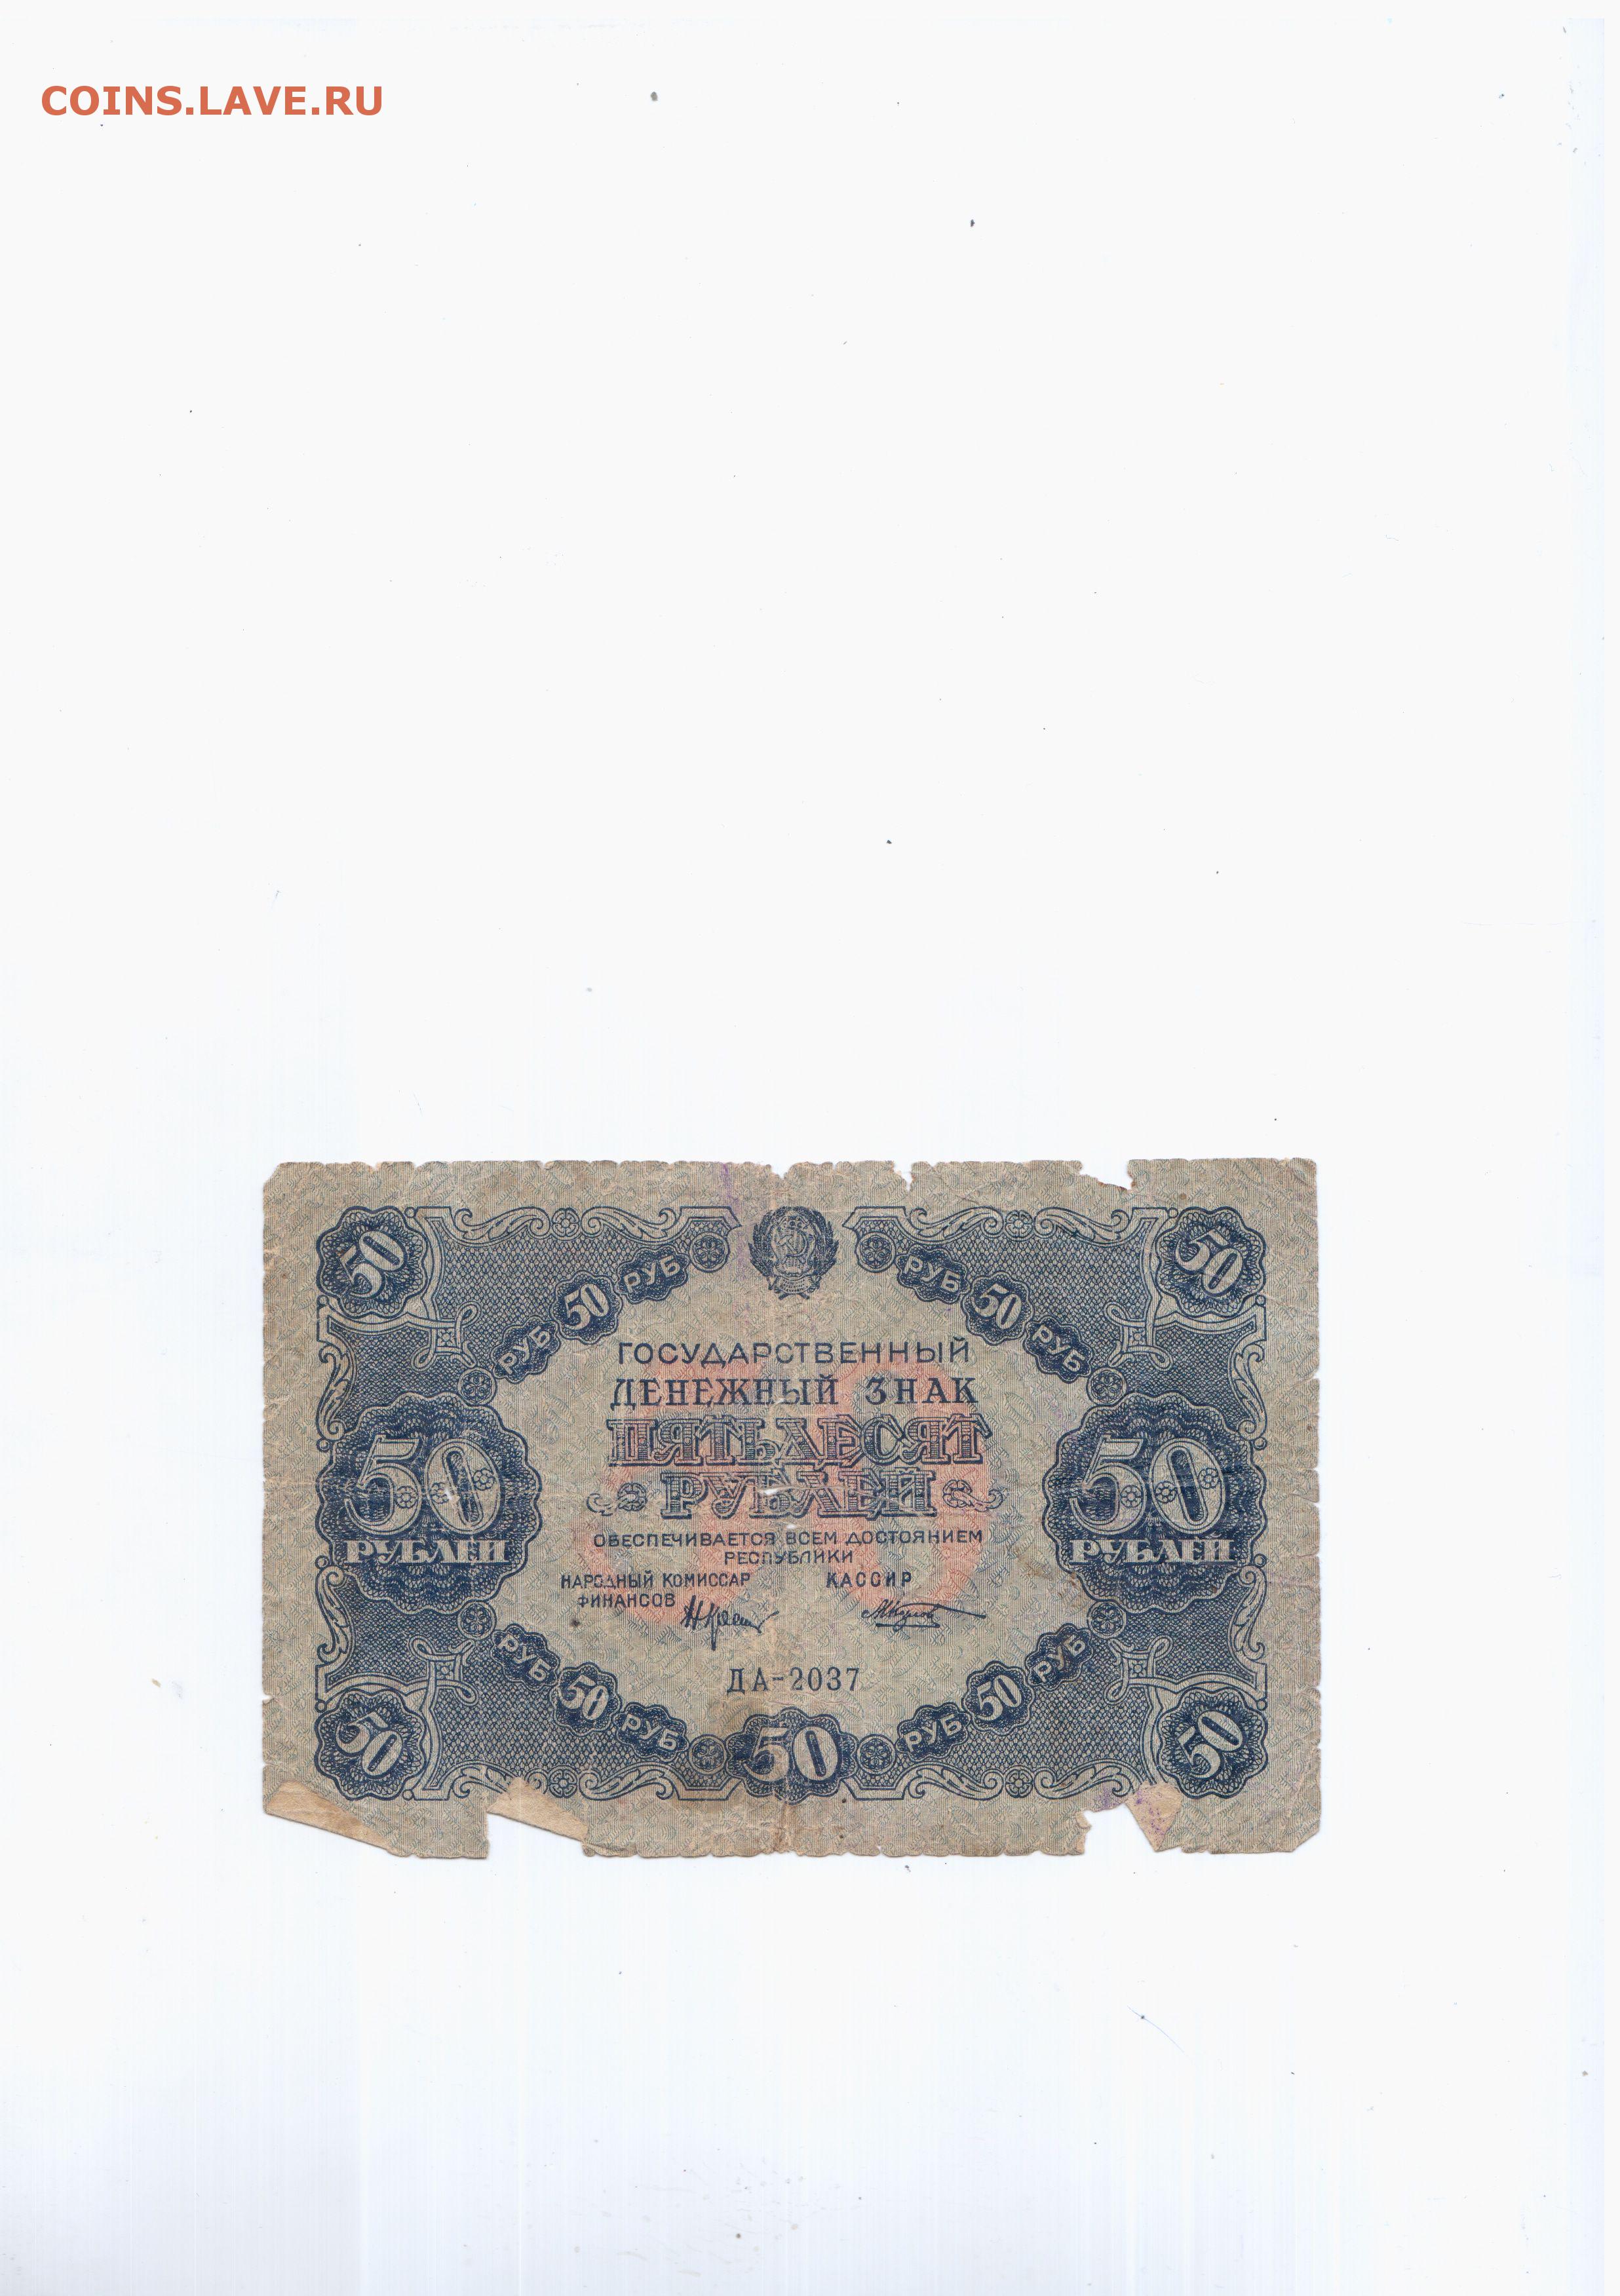 COINS.LAVE.RU
50
50
РУБ 50 РУБ
РУБ 50 РУБ
ГОСУДАРСТВЕННЫЙ
ДЕНЕЖНЫЙ ЗНАК
ПЯТЬДЕСЯТ
РУБЛЕЙ
50
РУБЛЕЙ
50
РУБЛЕЙ
ОБЕСПЕЧИВАЕТСЯ ВСЕМ ДОСТОЯНИЕМ
РЕСПУБЛИКИ
НАРОДНЫЙ КОМИССАР
ФИНАНСОВ
КАССИР
ДА-2037
РУБ 50 РУБ
50
РУБ 50 РУБ
50
50